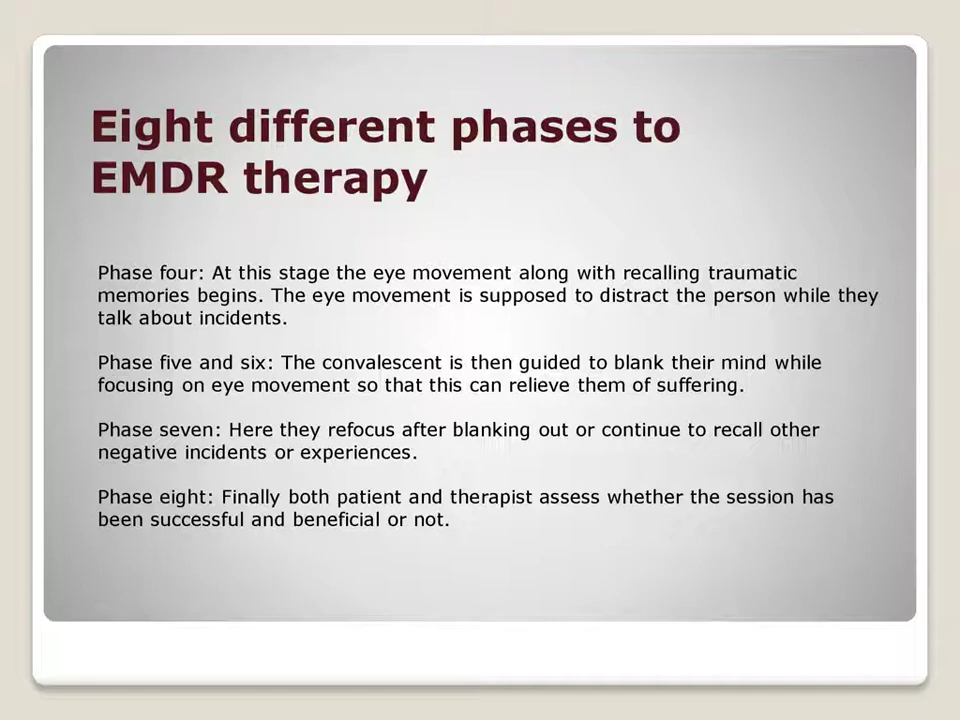 Eight different phases to
EMDR therapy
Phase four: At this stage the eye movement along with recalling traumatic
memories begins. The eye movement is supposed to distract the person while they
talk about incidents.
Phase five and six: The convalescent is then guided to blank their mind while
focusing on eye movement so that this can relieve them of suffering.
Phase seven: Here they refocus after blanking out or continue to recall other
negative incidents or experiences.
Phase eight: Finally both patient and therapist assess whether the session has
been successful and beneficial or not.